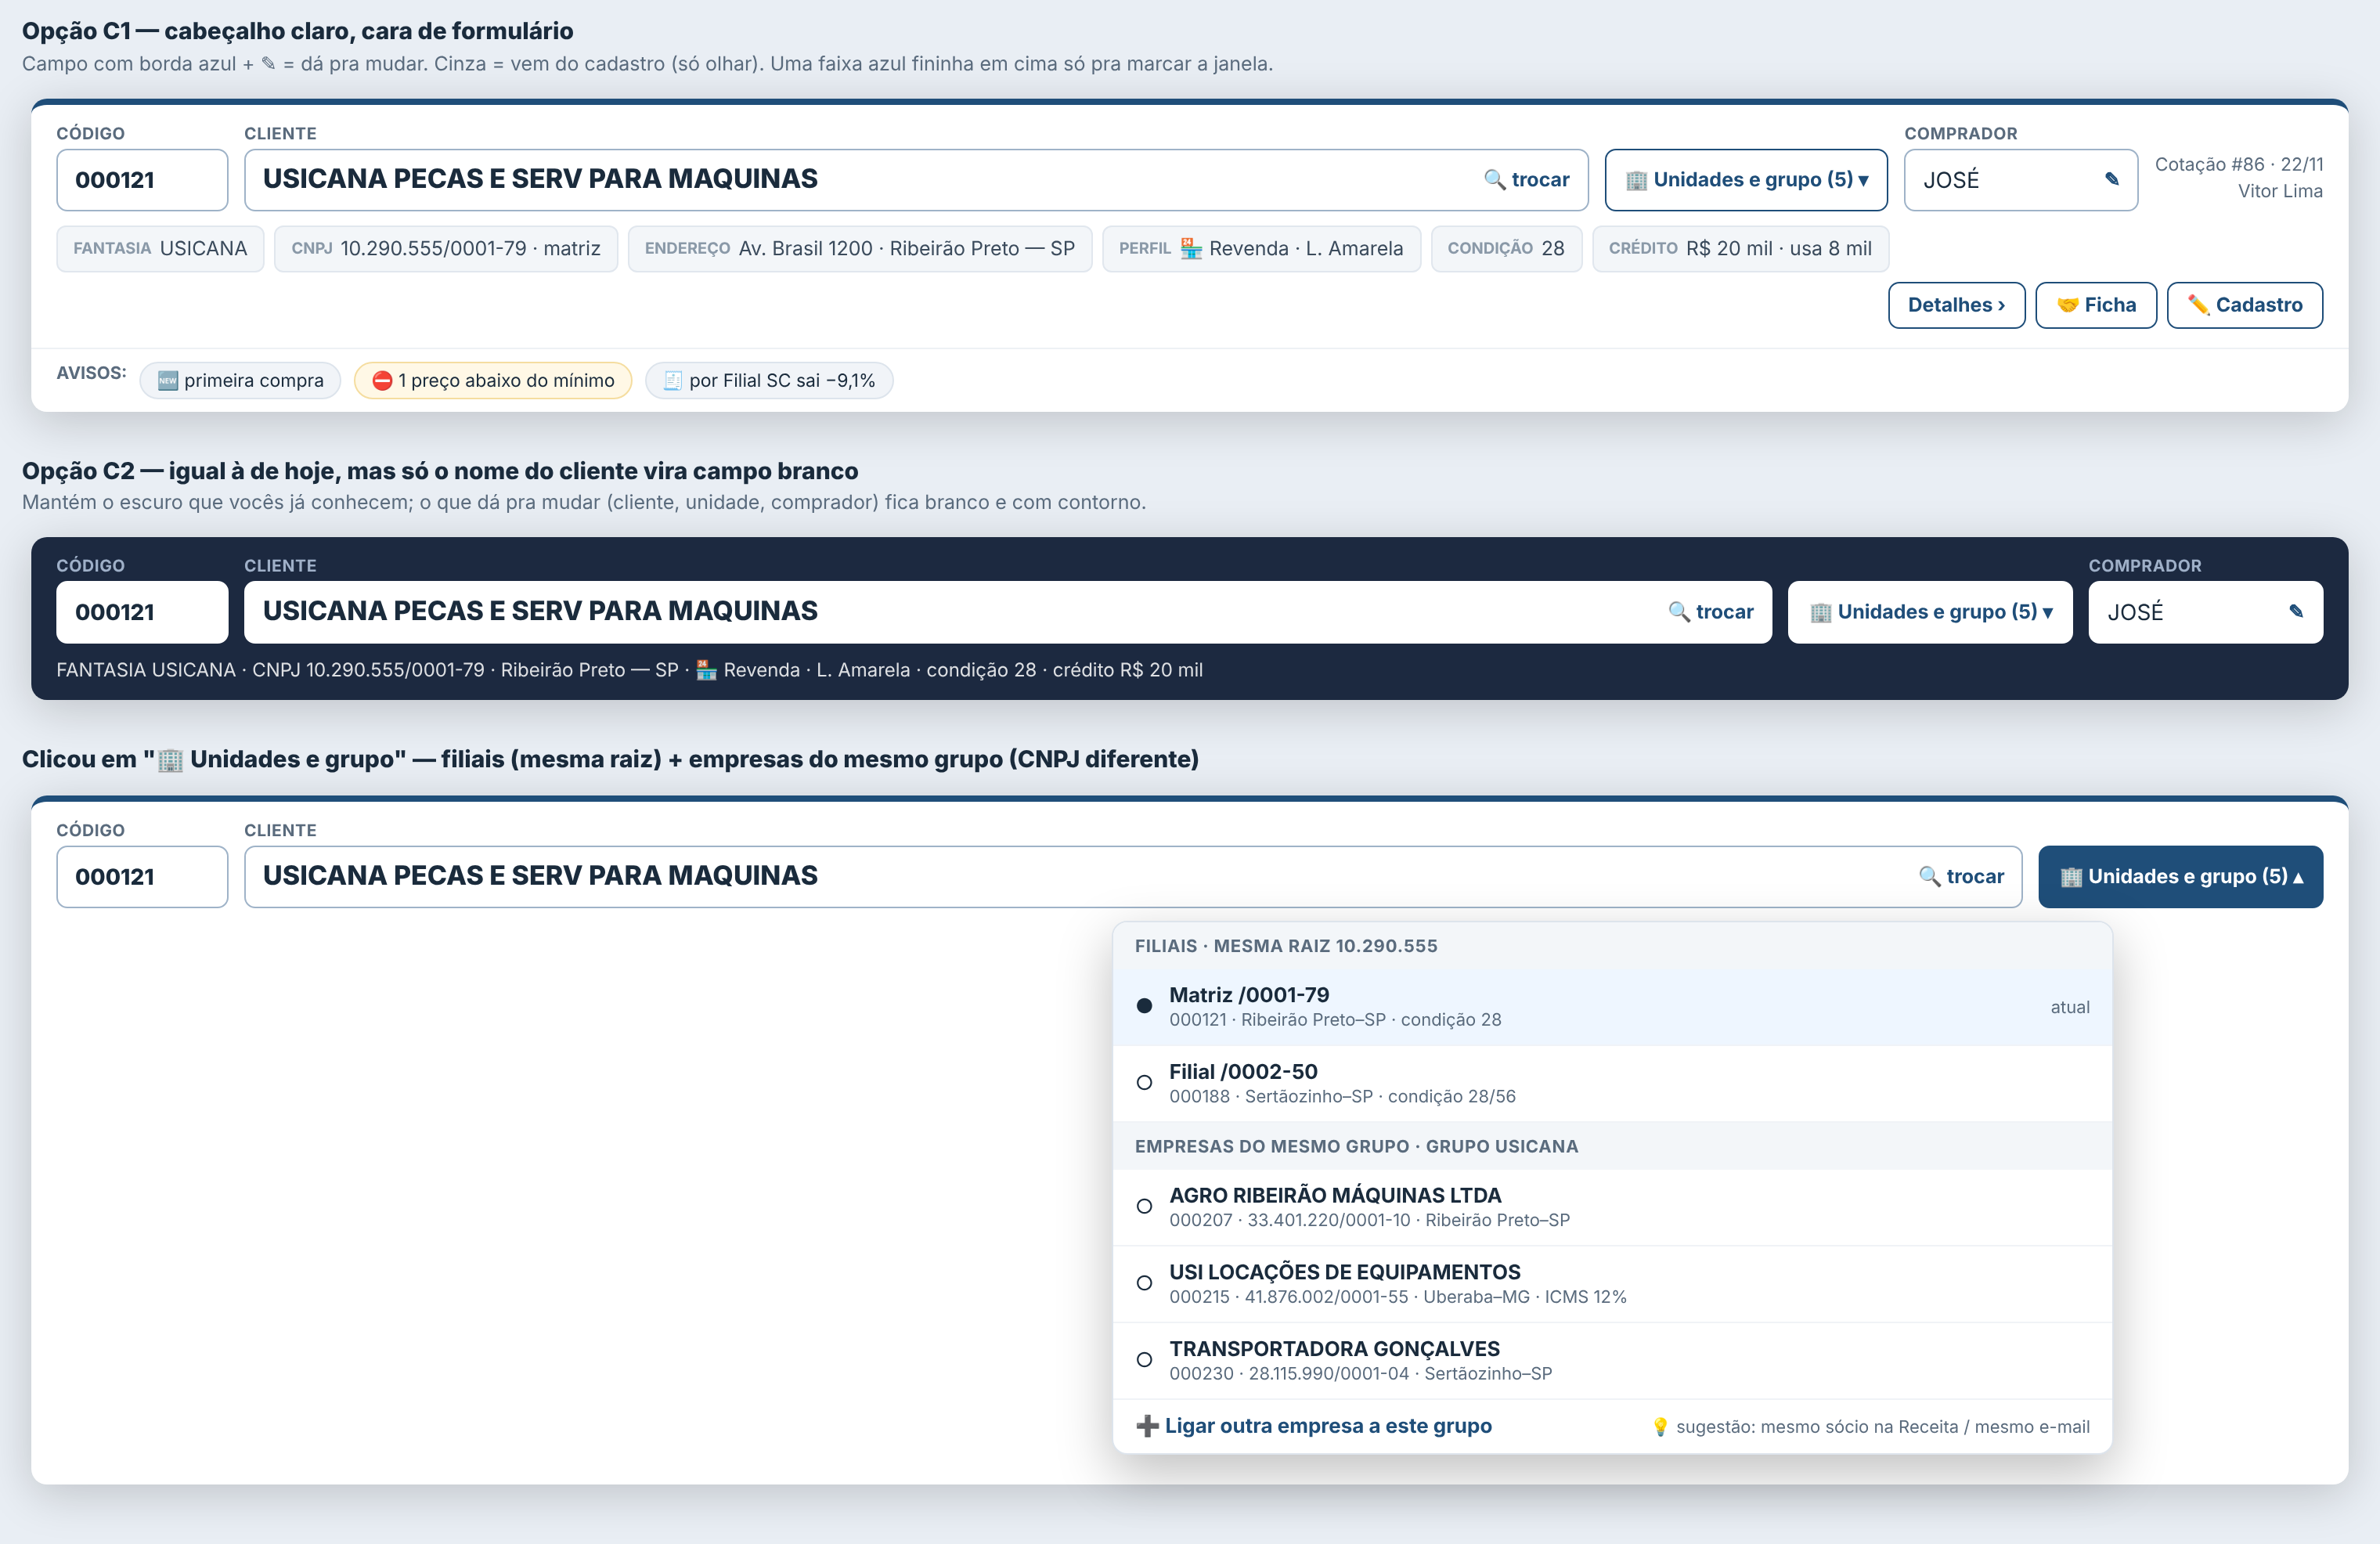 Opção C1 — cabeçalho claro, cara de formulário
Campo com borda azul + ✎ = dá pra mudar. Cinza = vem do cadastro (só olhar). Uma faixa azul fininha em cima só pra marcar a janela.
CÓDIGO CLIENTE COMPRADOR
000121 USICANA PECAS E SERV PARA MAQUINAS 🔍 trocar 🏢 Unidades e grupo (5) ▾ JOSÉ ✎ Cotação #86 · 22/11
Vitor Lima
FANTASIA USICANA CNPJ 10.290.555/0001-79 · matriz ENDEREÇO Av. Brasil 1200 · Ribeirão Preto — SP PERFIL 🏪 Revenda · L. Amarela CONDIÇÃO 28 CRÉDITO R$ 20 mil · usa 8 mil
Detalhes › 🤝 Ficha ✏️ Cadastro
AVISOS: 🆕 primeira compra ⛔ 1 preço abaixo do mínimo 🧾 por Filial SC sai −9,1%
Opção C2 — igual à de hoje, mas só o nome do cliente vira campo branco
Mantém o escuro que vocês já conhecem; o que dá pra mudar (cliente, unidade, comprador) fica branco e com contorno.
CÓDIGO CLIENTE COMPRADOR
000121 USICANA PECAS E SERV PARA MAQUINAS 🔍 trocar 🏢 Unidades e grupo (5) ▾ JOSÉ ✎
FANTASIA USICANA · CNPJ 10.290.555/0001-79 · Ribeirão Preto — SP · 🏪 Revenda · L. Amarela · condição 28 · crédito R$ 20 mil
Clicou em "🏢 Unidades e grupo" — filiais (mesma raiz) + empresas do mesmo grupo (CNPJ diferente)
CÓDIGO CLIENTE
000121 USICANA PECAS E SERV PARA MAQUINAS 🔍 trocar 🏢 Unidades e grupo (5) ▴
FILIAIS · MESMA RAIZ 10.290.555
Matriz /0001-79
000121 · Ribeirão Preto–SP · condição 28 atual
Filial /0002-50
000188 · Sertãozinho–SP · condição 28/56
EMPRESAS DO MESMO GRUPO · GRUPO USICANA
AGRO RIBEIRÃO MÁQUINAS LTDA
000207 · 33.401.220/0001-10 · Ribeirão Preto–SP
USI LOCAÇÕES DE EQUIPAMENTOS
000215 · 41.876.002/0001-55 · Uberaba–MG · ICMS 12%
TRANSPORTADORA GONÇALVES
000230 · 28.115.990/0001-04 · Sertãozinho–SP
➕ Ligar outra empresa a este grupo 💡 sugestão: mesmo sócio na Receita / mesmo e-mail